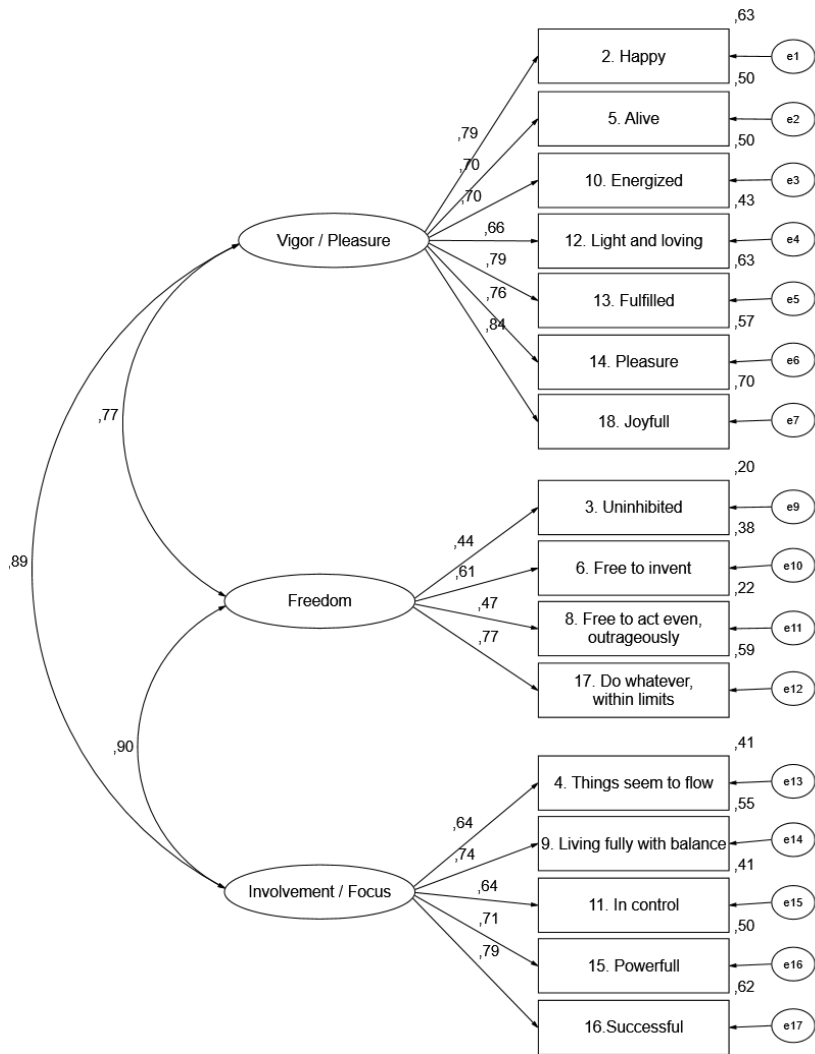 ,63
2. Happy
e1
,50
,79
5. Alive
e2
,50
,70
10. Energized
e3
,70
,43
Vigor / Pleasure
,66
12. Light and loving
e4
,63
,79
13. Fulfilled
e5
,76
,57
,84
14. Pleasure
e6
,70
,77
18. Joyfull
e7
,20
3. Uninhibited
e9
,38
,44
,89
,61
6. Free to invent
e10
,22
Freedom
,47
8. Free to act even,
outrageously
e11
,59
,77
17. Do whatever,
within limits
e12
,90
,41
4. Things seem to flow
e13
,55
,64
,74
9. Living fully with balance
e14
,41
Involvement / Focus
,64
11. In control
e15
,50
,71
15. Powerfull
e16
,79
,62
16.Successful
e17